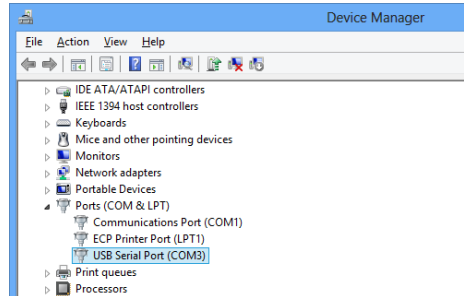 Device Manager
File Action View Help
IDE ATA/ATAPI controllers
IEEE 1394 host controllers
Keyboards
Mice and other pointing devices
Monitors
Network adapters
Portable Devices
Ports (COM & LPT)
Communications Port (COM1)
ECP Printer Port (LPT1)
USB Serial Port (COM3)
Print queues
Processors